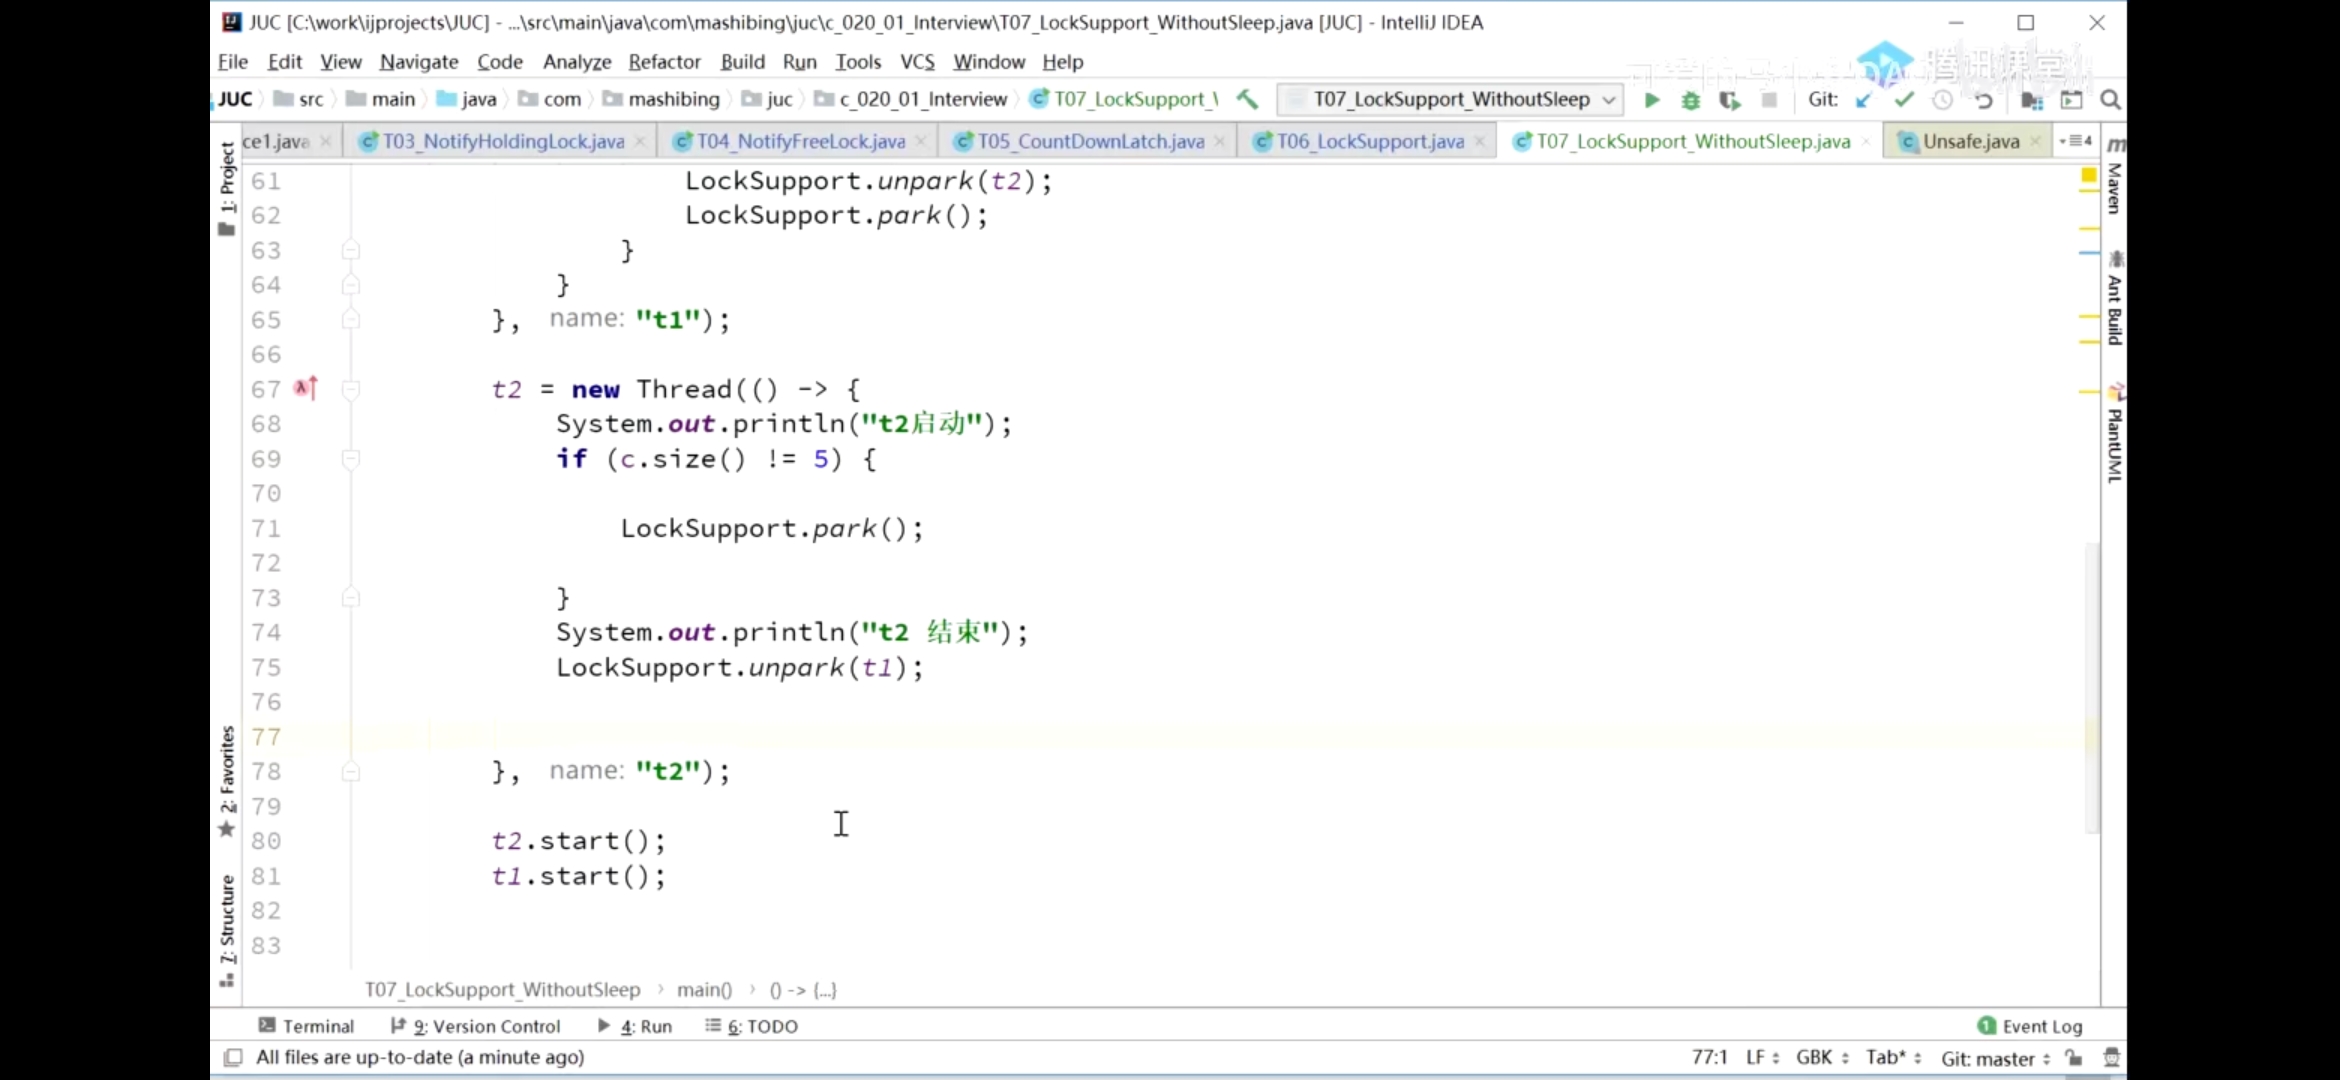 JUC [C:\work\ijprojects\JUC] - ...\src\main\java\com\mashibing\juc\c_020_01_Interview\T07_LockSupport_WithoutSleep.java [JUC] - IntelliJ IDEA
File Edit View Navigate Code Analyze Refactor Build Run Tools VCS Window Help
腾讯课堂
JUC src main java com mashibing juc c_020_01_Interview T07_LockSupport_\ T07_LockSupport_WithoutSleep Git:
ce1.java T03_NotifyHoldingLock.java T04_NotifyFreeLock.java T05_CountDownLatch.java T06_LockSupport.java T07_LockSupport_WithoutSleep.java Unsafe.java 4
1: Project
Maven
Ant Build
PlantUML
61 LockSupport.unpark(t2);
62 LockSupport.park();
63 }
64 }
65 }, name: "t1");
66
67 t2 = new Thread(() -> {
68 System.out.println("t2启动");
69 if (c.size() != 5) {
70
71 LockSupport.park();
72
73 }
74 System.out.println("t2 结束");
75 LockSupport.unpark(t1);
76
77
78 }, name: "t2");
79
80 t2.start();
81 t1.start();
82
83
2: Favorites
7: Structure
T07_LockSupport_WithoutSleep › main() › () -> {...}
Terminal 9: Version Control 4: Run 6: TODO 1 Event Log
All files are up-to-date (a minute ago) 77:1 LF GBK Tab* Git: master